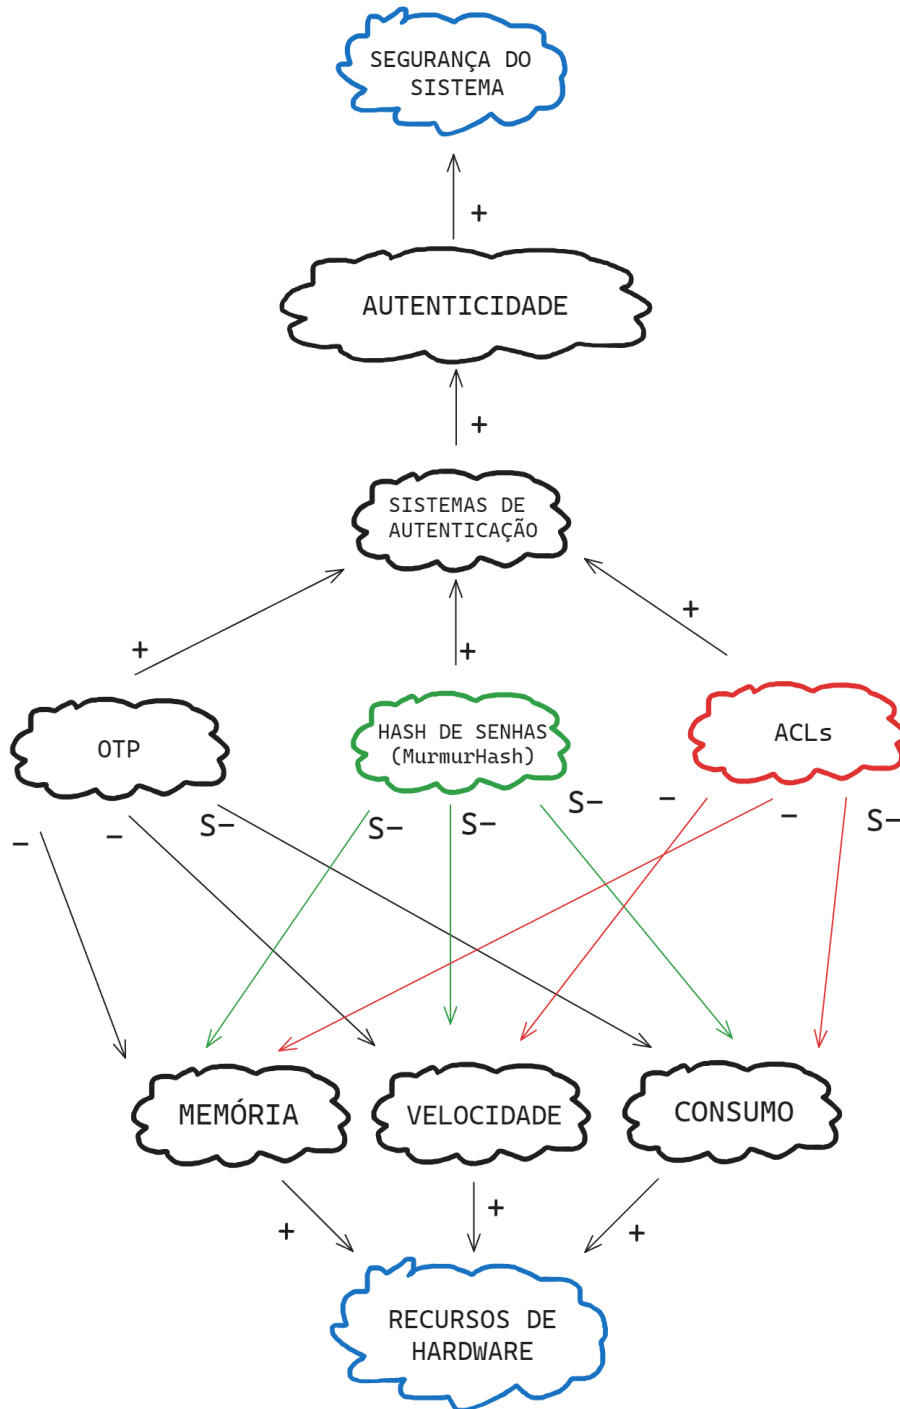 SEGURANÇA DO
SISTEMA
+
AUTENTICIDADE
+
SISTEMAS DE
AUTENTICAÇÃO
+
+
+
OTP
HASH DE SENHAS
(MurmurHash)
ACLs
−
−
S−
S−
S−
S−
−
−
S−
MEMÓRIA
VELOCIDADE
CONSUMO
+
+
+
RECURSOS DE
HARDWARE